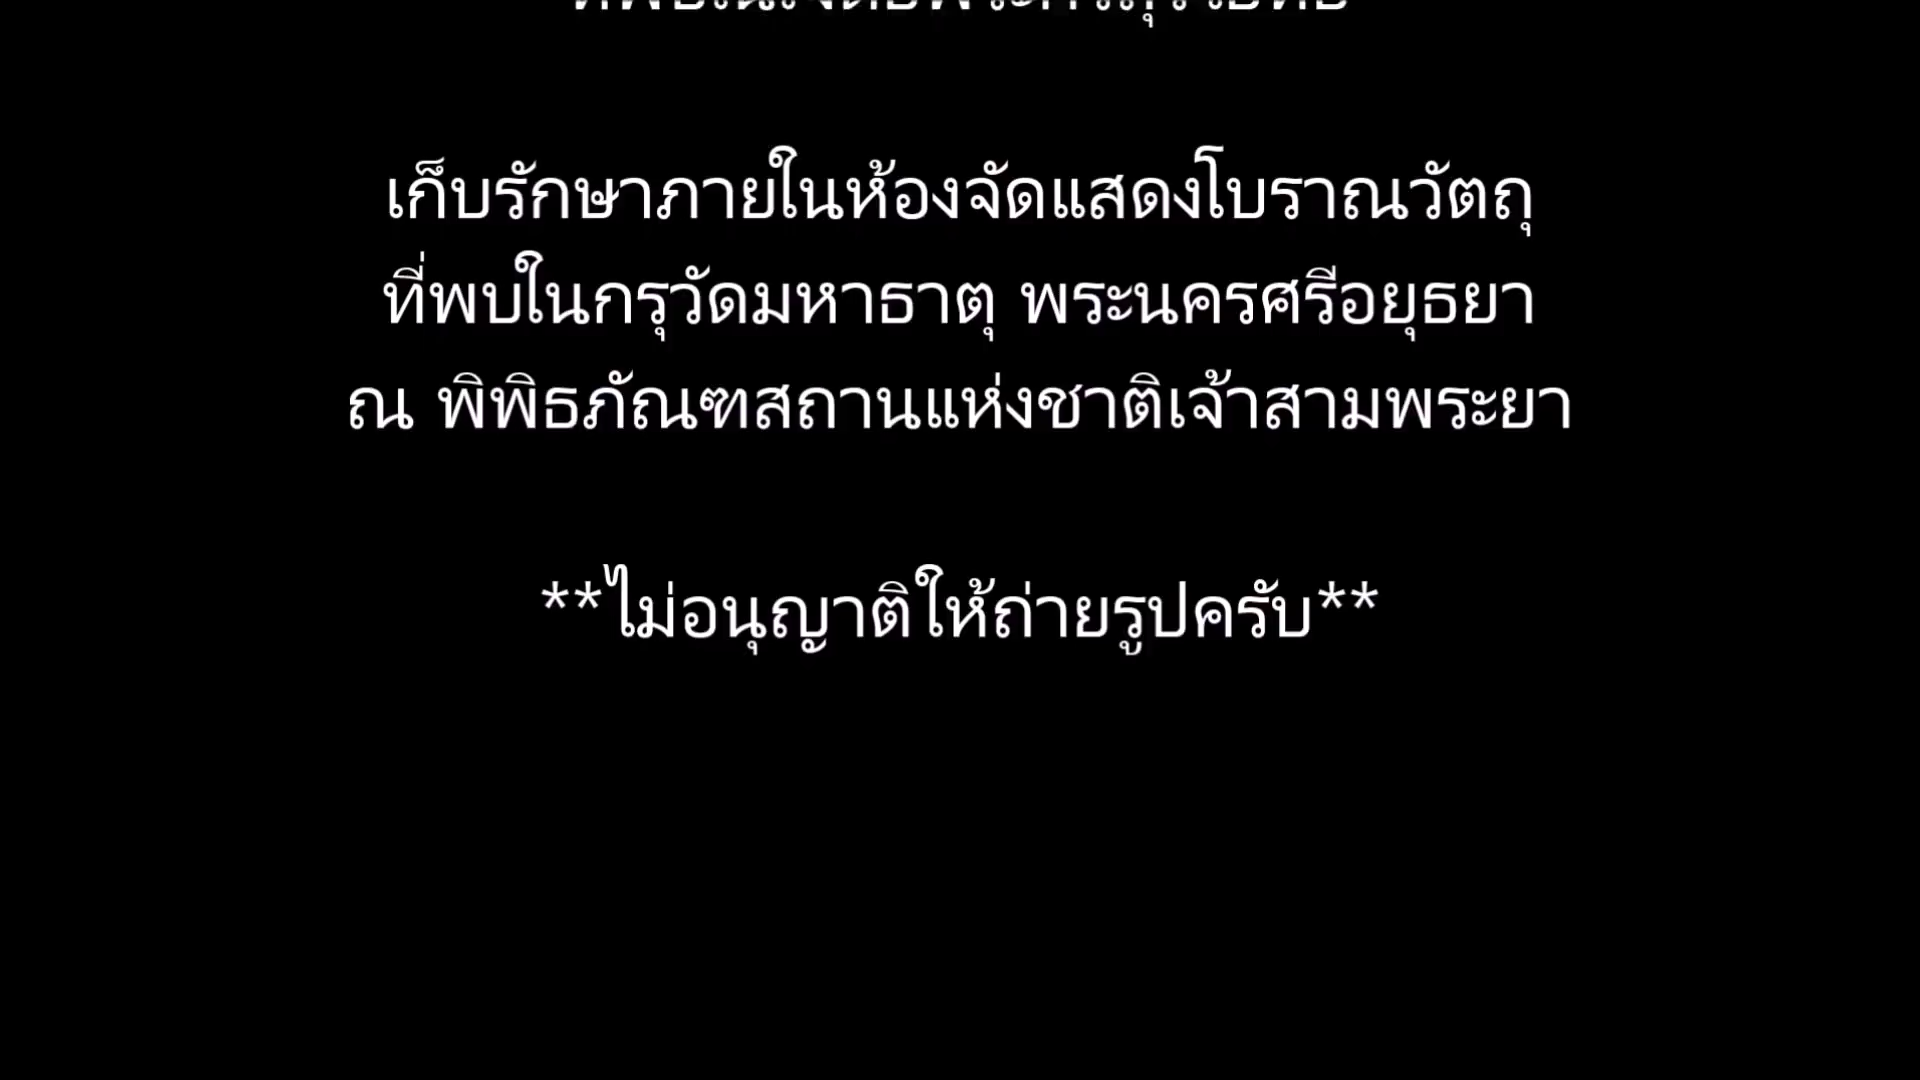 เก็บรักษาภายในห้องจัดแสดงโบราณวัตถุ
ที่พบในกรุวัดมหาธาตุ พระนครศรีอยุธยา
ณ พิพิธภัณฑสถานแห่งชาติเจ้าสามพระยา
**ไม่อนุญาติให้ถ่ายรูปครับ**